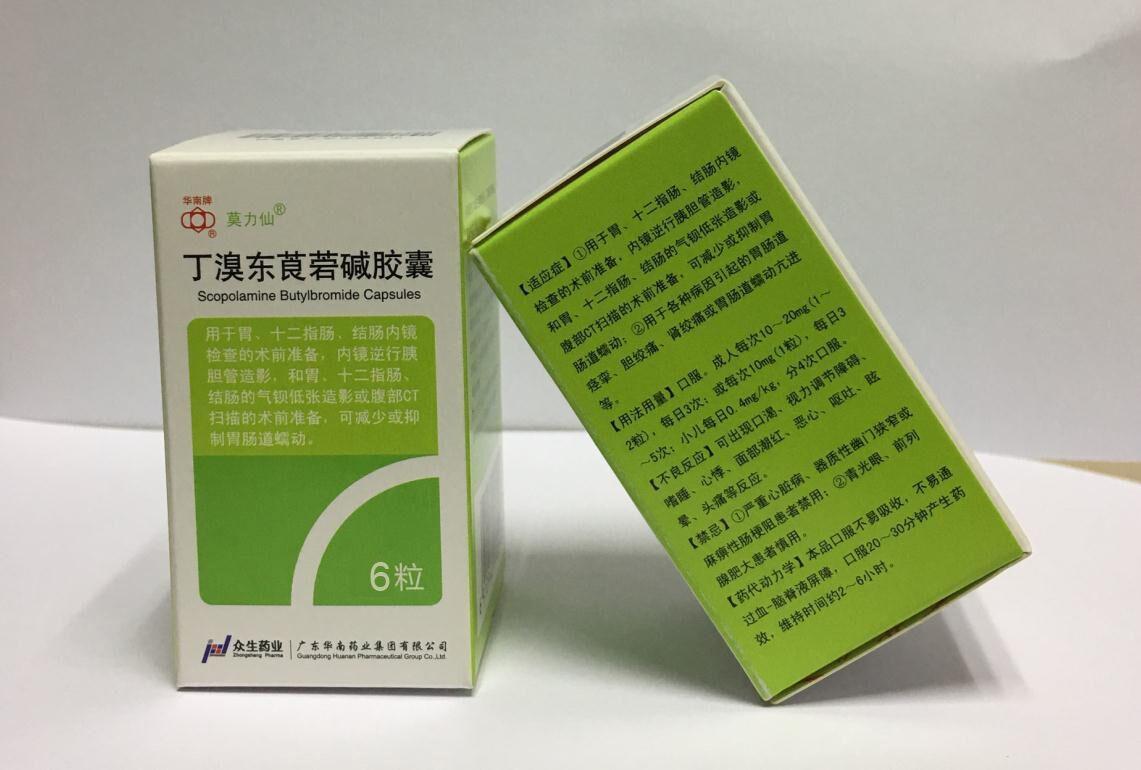 华南牌
莫力仙®
®
丁溴东莨菪碱胶囊
Scopolamine Butylbromide Capsules
用于胃、十二指肠、结肠内镜
检查的术前准备，内镜逆行胰
胆管造影，和胃、十二指肠、
结肠的气钡低张造影或腹部CT
扫描的术前准备，可减少或抑
制胃肠道蠕动。
6粒
众生药业
Zhongsheng Pharma
广东华南药业集团有限公司
Guangdong Huanan Pharmaceutical Group Co.,Ltd.
【适应症】①用于胃、十二指肠、结肠内镜
检查的术前准备，内镜逆行胰胆管造影，
和胃、十二指肠、结肠的气钡低张造影或
腹部CT扫描的术前准备，可减少或抑制胃
肠道蠕动；②用于各种病因引起的胃肠道
痉挛、胆绞痛、肾绞痛或胃肠道蠕动亢进
等。
【用法用量】口服。成人每次10～20mg(1～
2粒)，每日3次；或每次10mg(1粒)，每日3
～5次；小儿每日0.4mg/kg，分4次口服。
【不良反应】可出现口渴、视力调节障碍、
嗜睡、心悸、面部潮红、恶心、呕吐、眩
晕、头痛等反应。
【禁忌】①严重心脏病、器质性幽门狭窄或
麻痹性肠梗阻患者禁用；②青光眼、前列
腺肥大患者慎用。
【药代动力学】本品口服不易吸收，不易通
过血-脑脊液屏障，口服20～30分钟产生药
效，维持时间约2～6小时。